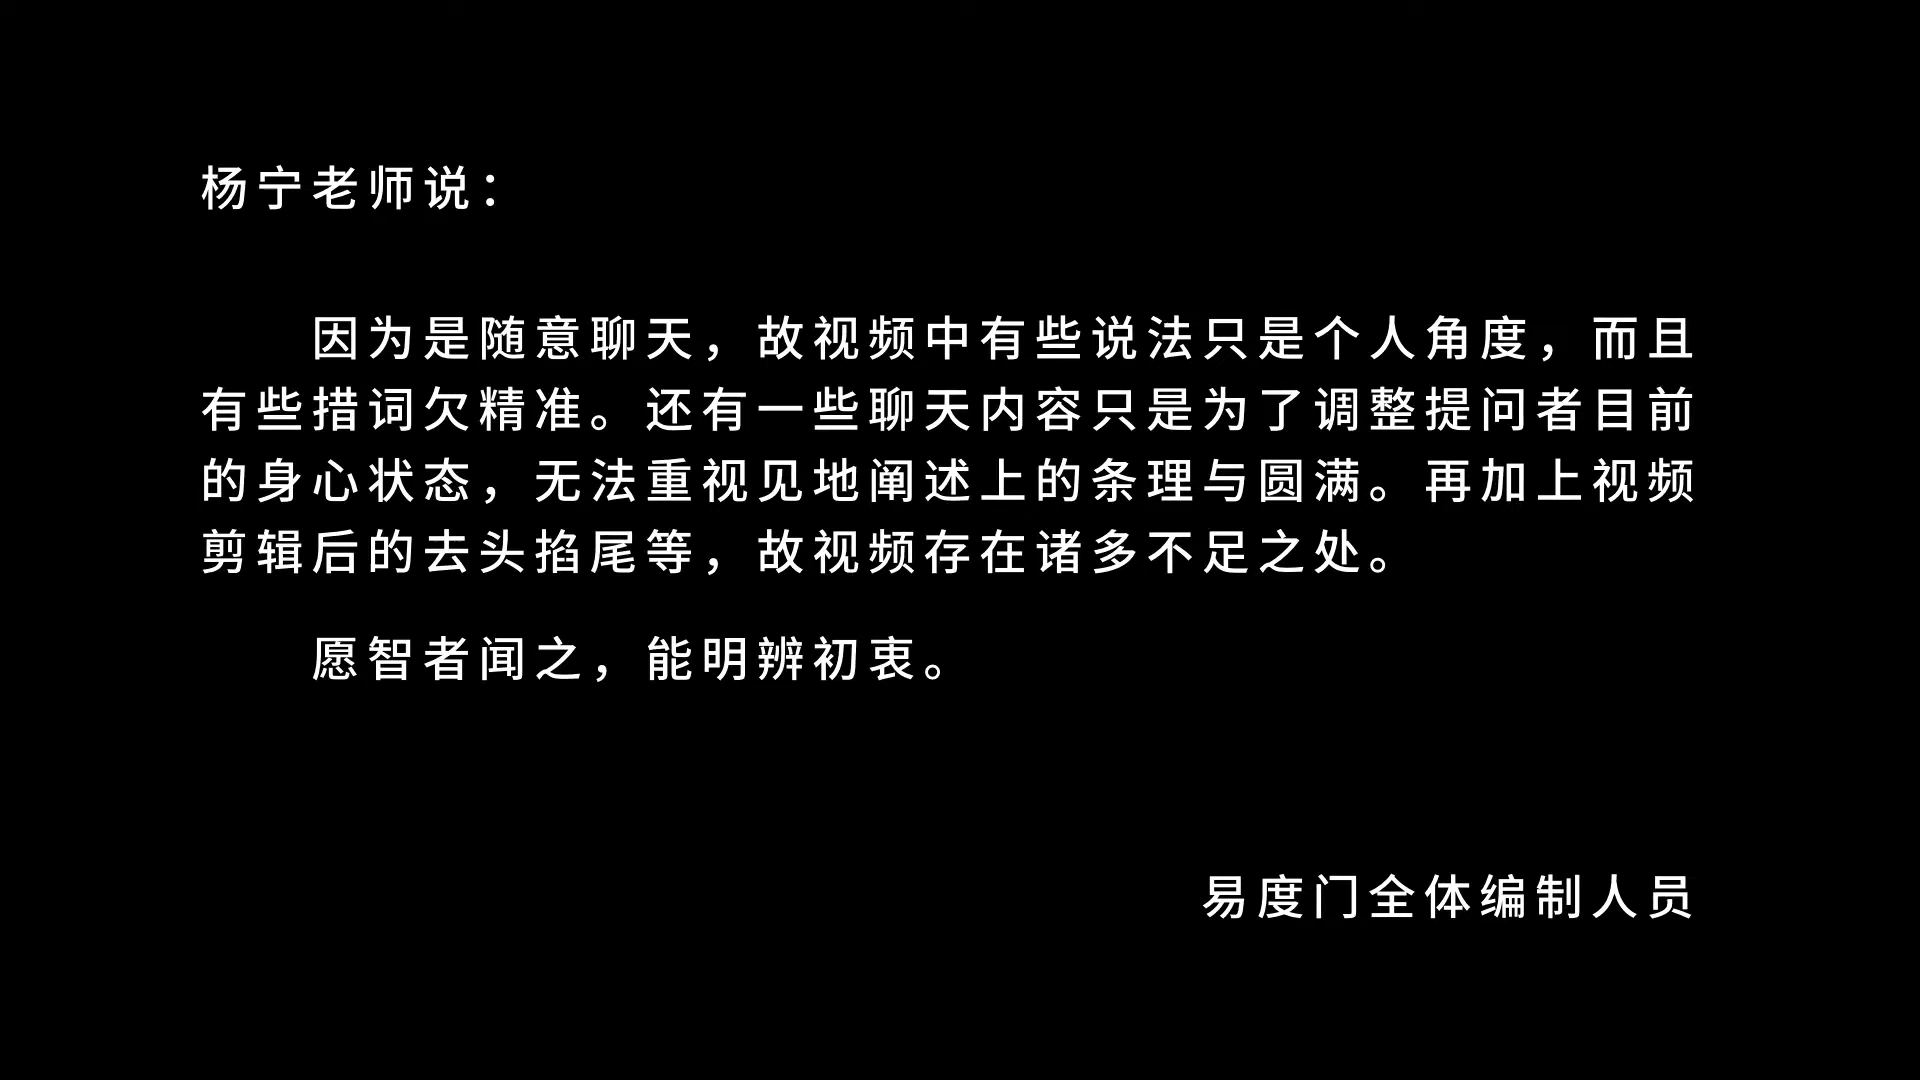 杨宁老师说：
因为是随意聊天，故视频中有些说法只是个人角度，而且
有些措词欠精准。还有一些聊天内容只是为了调整提问者目前
的身心状态，无法重视见地阐述上的条理与圆满。再加上视频
剪辑后的去头掐尾等，故视频存在诸多不足之处。
愿智者闻之，能明辨初衷。
易度门全体编制人员